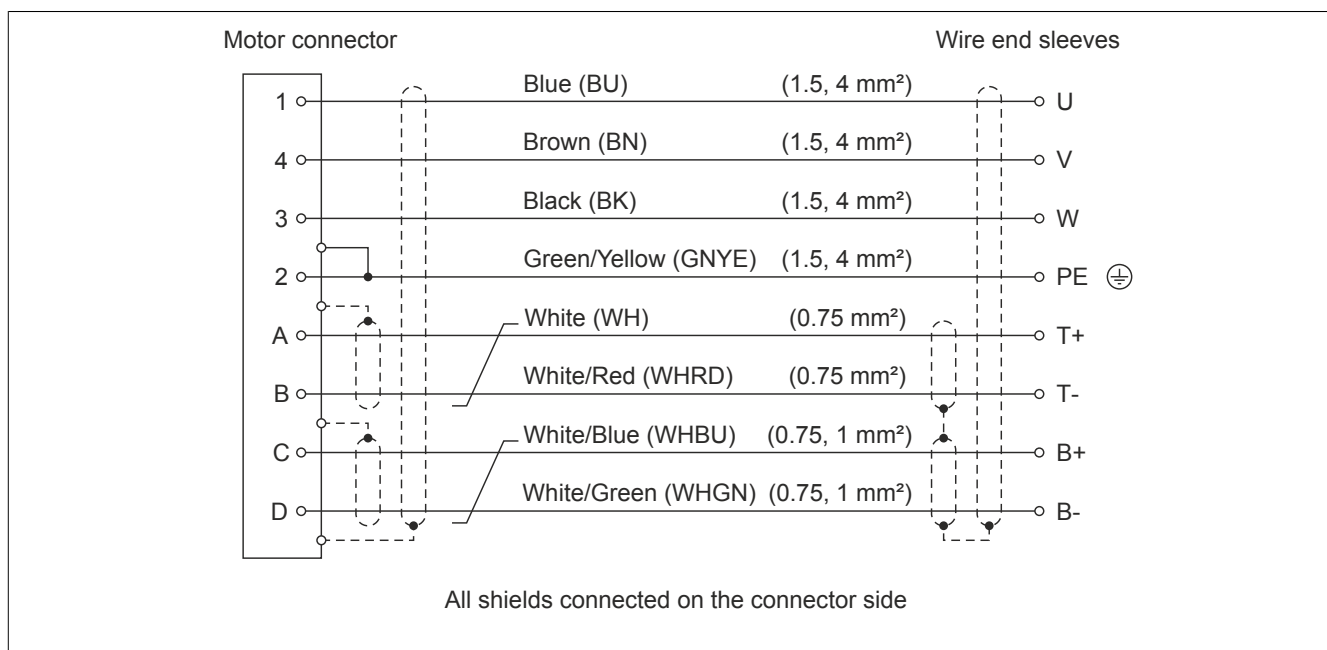 Motor connector Wire end sleeves
1 Blue (BU) (1.5, 4 mm²) U
4 Brown (BN) (1.5, 4 mm²) V
3 Black (BK) (1.5, 4 mm²) W
2 Green/Yellow (GNYE) (1.5, 4 mm²) PE
A White (WH) (0.75 mm²) T+
B White/Red (WHRD) (0.75 mm²) T-
C White/Blue (WHBU) (0.75, 1 mm²) B+
D White/Green (WHGN) (0.75, 1 mm²) B-
All shields connected on the connector side